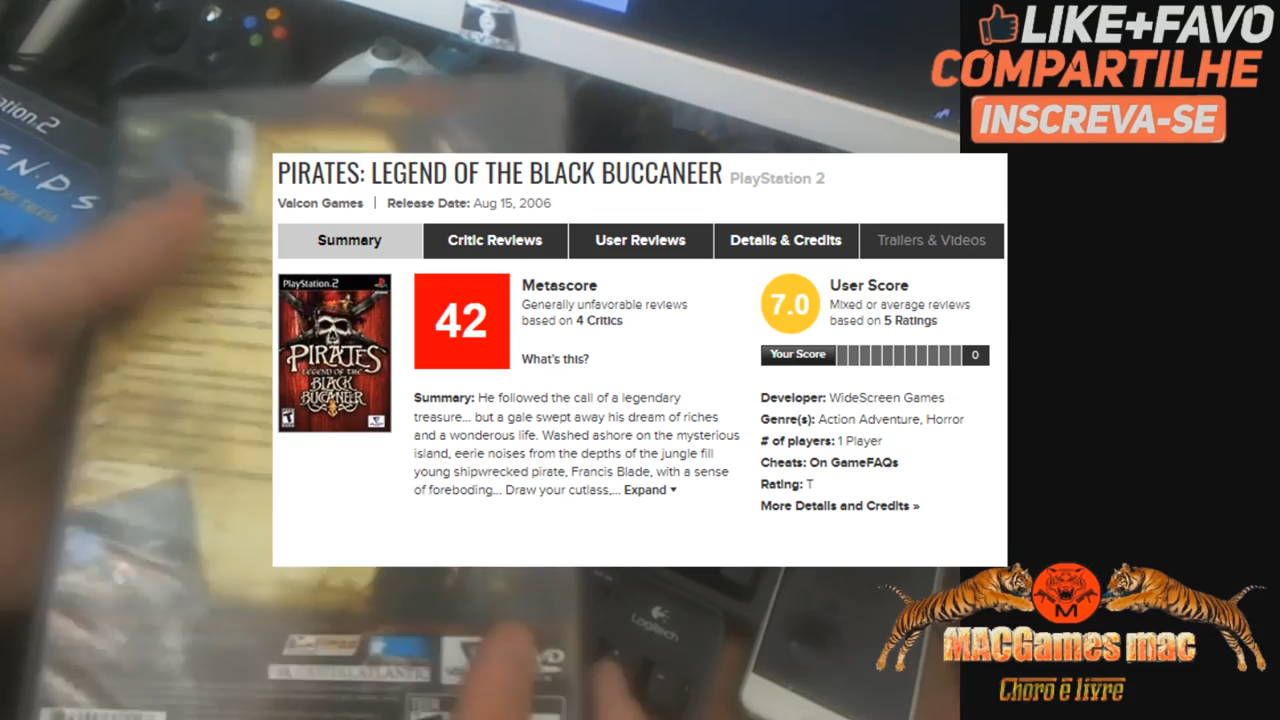 LIKE+FAVO
COMPARTILHE
INSCREVA-SE
PIRATES: LEGEND OF THE BLACK BUCCANEER PlayStation 2
Valcon Games | Release Date: Aug 15, 2006
Summary Critic Reviews User Reviews Details & Credits Trailers & Videos
PlayStation.2
PIRATES
LEGEND OF THE
BLACK
BUCCANEER
T
42
Metascore
Generally unfavorable reviews
based on 4 Critics
What's this?
7.0
User Score
Mixed or average reviews
based on 5 Ratings
Your Score 0
Summary: He followed the call of a legendary
treasure... but a gale swept away his dream of riches
and a wonderous life. Washed ashore on the mysterious
island, eerie noises from the depths of the jungle fill
young shipwrecked pirate, Francis Blade, with a sense
of foreboding... Draw your cutlass,... Expand
Developer: WideScreen Games
Genre(s): Action Adventure, Horror
# of players: 1 Player
Cheats: On GameFAQs
Rating: T
More Details and Credits »
Logitech
M
MACGames mac
Choro é livre